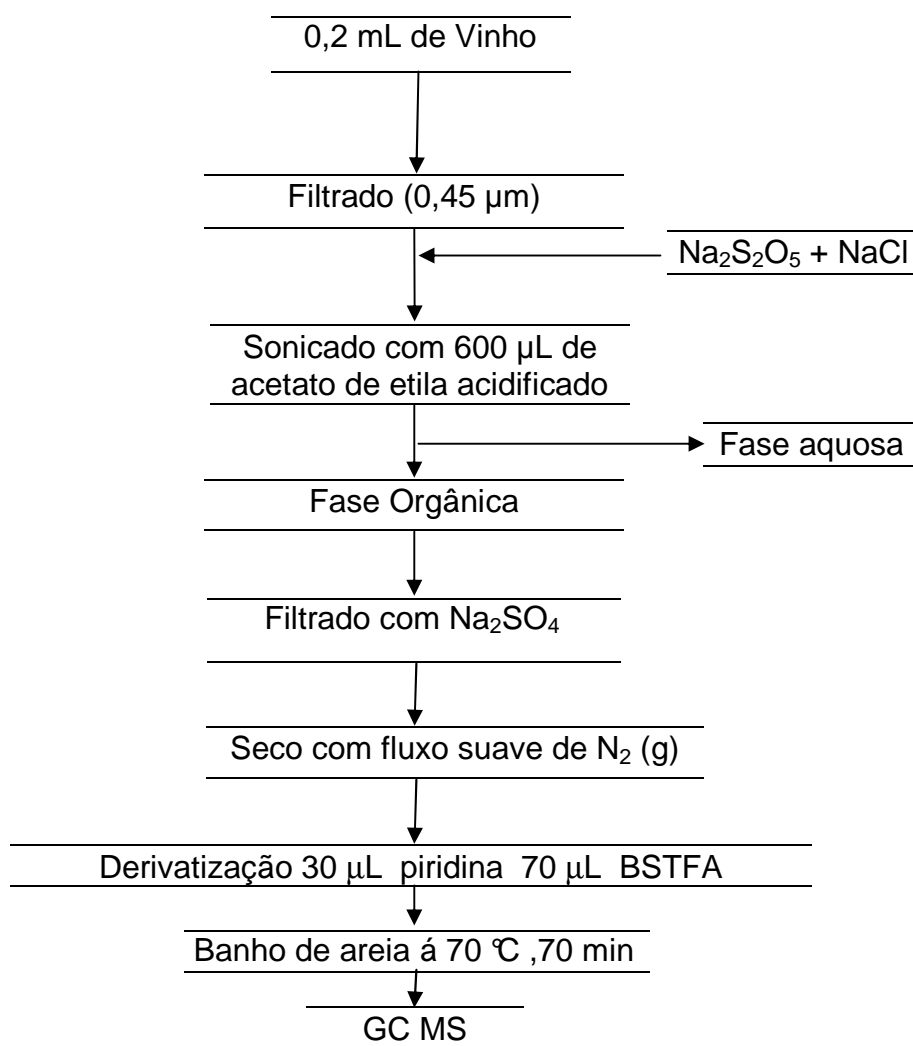 0,2 mL de Vinho
Filtrado (0,45 µm)
Na₂S₂O₅ + NaCl
Sonicado com 600 µL de
acetato de etila acidificado
Fase aquosa
Fase Orgânica
Filtrado com Na₂SO₄
Seco com fluxo suave de N₂ (g)
Derivatização 30 µL piridina 70 µL BSTFA
Banho de areia á 70 °C ,70 min
GC MS